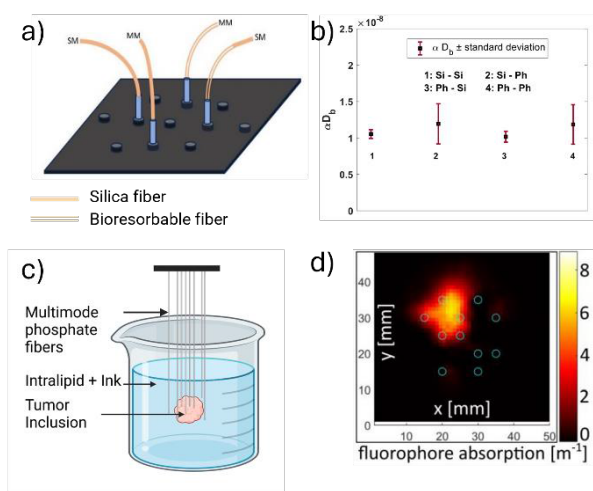 a)
SM
MM
MM
SM
Silica fiber
Bioresorbable fiber
b)
×10⁻⁸
2.5
2
1.5
1
0.5
0
αD_b
α D_b ± standard deviation
1: Si - Si 2: Si - Ph
3: Ph - Si 4: Ph - Ph
1
2
3
4
c)
Multimode
phosphate
fibers
Intralipid + Ink
Tumor
Inclusion
d)
40
30
20
10
0
y [mm]
x [mm]
10 20 30 40 50
8
6
4
2
0
fluorophore absorption [m⁻¹]